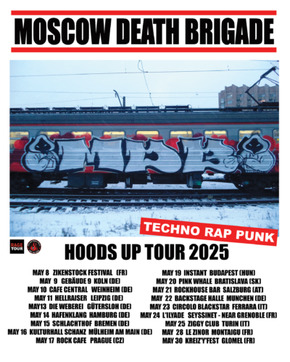 MOSCOW DEATH BRIGADE
MDB
TECHNO RAP PUNK
HOODS UP TOUR 2025
MAY 8 ZIKENSTOCK FESTIVAL (FR)
MAY 9 GEBÄUDE 9 KÖLN (DE)
MAY 10 CAFE CENTRAL WEINHEIM (DE)
MAY 11 HELLRAISER LEIPZIG (DE)
MAY13 DIE WEBEREI GÜTERSLOH (DE)
MAY 14 HAFENKLANG HAMBURG (DE)
MAY 15 SCHLACHTHOF BREMEN (DE)
MAY 16 KULTURHALL SCHANZ MÜLHEIM AM MAIN (DE)
MAY 17 ROCK CAFE PRAGUE (CZ)
MAY 19 INSTANT BUDAPEST (HUN)
MAY 20 PINK WHALE BRATISLAVA (SK)
MAY 21 ROCKHOUSE BAR SALZBURG (AT)
MAY 22 BACKSTAGE HALLE MUNCHEN (DE)
MAY 23 CIRCOLO BLACKSTAR FERRARA (IT)
MAY 24 L'ILYADE SEYSSINET - NEAR GRENOBLE (FR)
MAY 25 ZIGGY CLUB TURIN (IT)
MAY 28 LE ZINOR MONTAIGU (FR)
MAY 30 KREIZ'Y'FEST GLOMEL (FR)